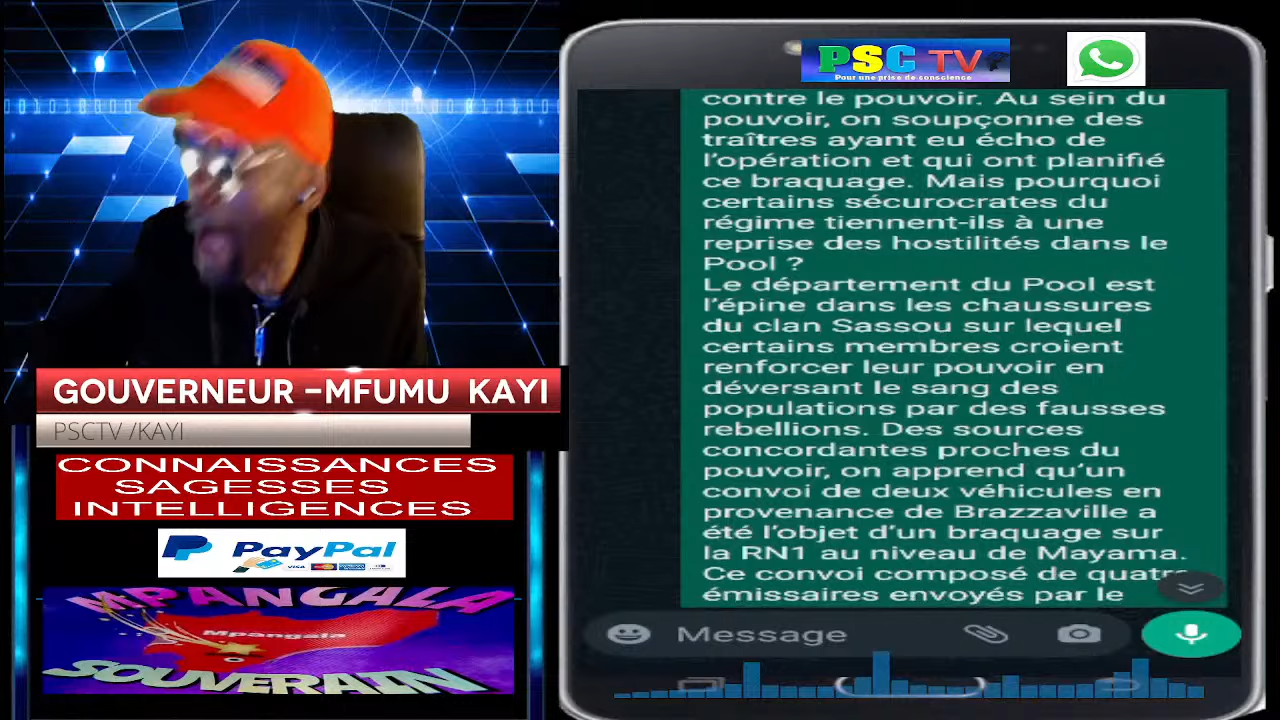 PSC TV
Pour une prise de conscience
contre le pouvoir. Au sein du
pouvoir, on soupçonne des
traîtres ayant eu écho de
l'opération et qui ont planifié
ce braquage. Mais pourquoi
certains sécurocrates du
régime tiennent-ils à une
reprise des hostilités dans le
Pool ?
Le département du Pool est
l'épine dans les chaussures
du clan Sassou sur lequel
certains membres croient
renforcer leur pouvoir en
déversant le sang des
populations par des fausses
rebellions. Des sources
concordantes proches du
pouvoir, on apprend qu'un
convoi de deux véhicules en
provenance de Brazzaville a
été l'objet d'un braquage sur
la RN1 au niveau de Mayama.
Ce convoi composé de quatre
émissaires envoyés par le
Message
GOUVERNEUR -MFUMU KAYI
PSCTV /KAYI
CONNAISSANCES
SAGESSES
INTELLIGENCES
PayPal
VISA
MPANGALA
Mpangala
SOUVERAIN